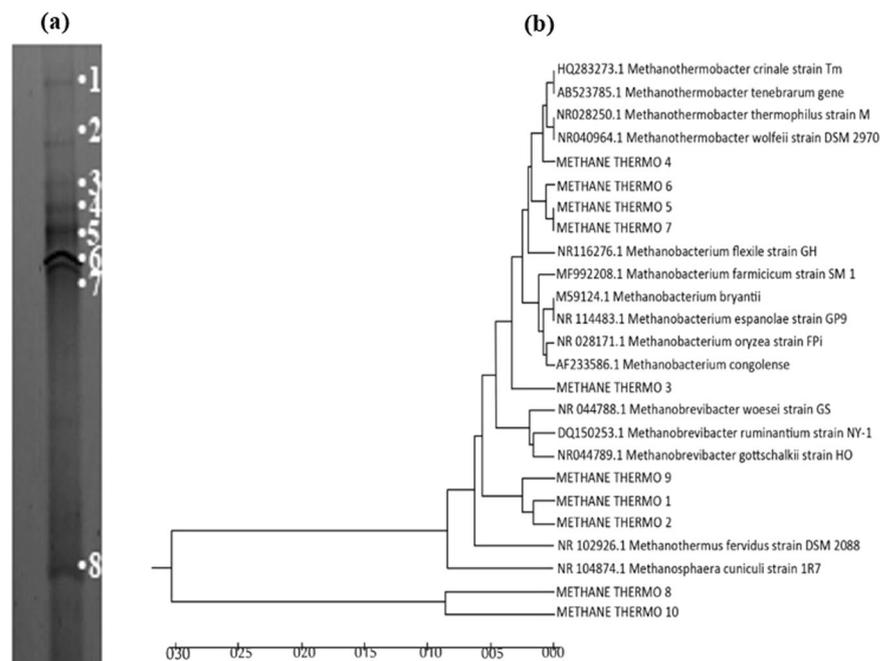 (a)
(b)
1
2
3
4
5
6
7
8
HQ283273.1 Methanothermobacter crinale strain Tm
AB523785.1 Methanothermobacter tenebrarum gene
NR028250.1 Methanothermobacter thermophilus strain M
NR040964.1 Methanothermobacter wolfeii strain DSM 2970
METHANE THERMO 4
METHANE THERMO 6
METHANE THERMO 5
METHANE THERMO 7
NR116276.1 Methanobacterium flexile strain GH
MF992208.1 Mathanobacterium farmicicum strain SM 1
M59124.1 Methanobacterium bryantii
NR 114483.1 Methanobacterium espanolae strain GP9
NR 028171.1 Methanobacterium oryzea strain FPi
AF233586.1 Methanobacterium congolense
METHANE THERMO 3
NR 044788.1 Methanobrevibacter woesei strain GS
DQ150253.1 Methanobrevibacter ruminantium strain NY-1
NR044789.1 Methanobrevibacter gottschalkii strain HO
METHANE THERMO 9
METHANE THERMO 1
METHANE THERMO 2
NR 102926.1 Methanothermus fervidus strain DSM 2088
NR 104874.1 Methanosphaera cuniculi strain 1R7
METHANE THERMO 8
METHANE THERMO 10
030 025 020 015 010 005 000